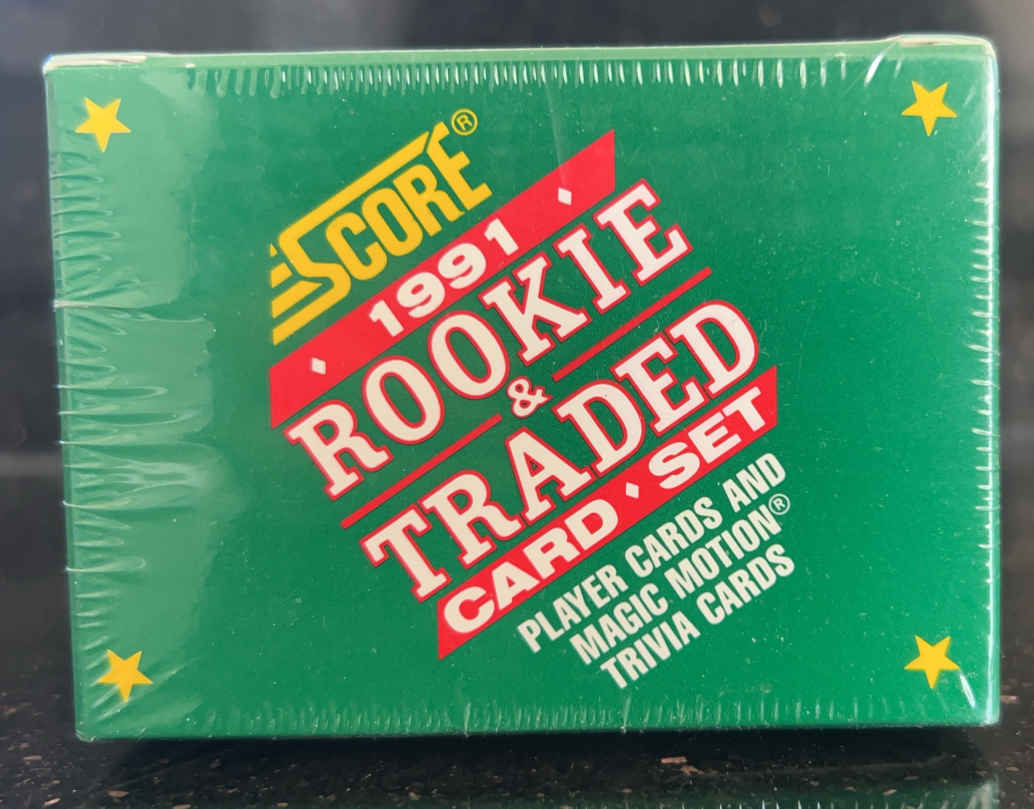 SCORE®
1991
ROOKIE
&
TRADED
CARD SET
PLAYER CARDS AND
MAGIC MOTION®
TRIVIA CARDS